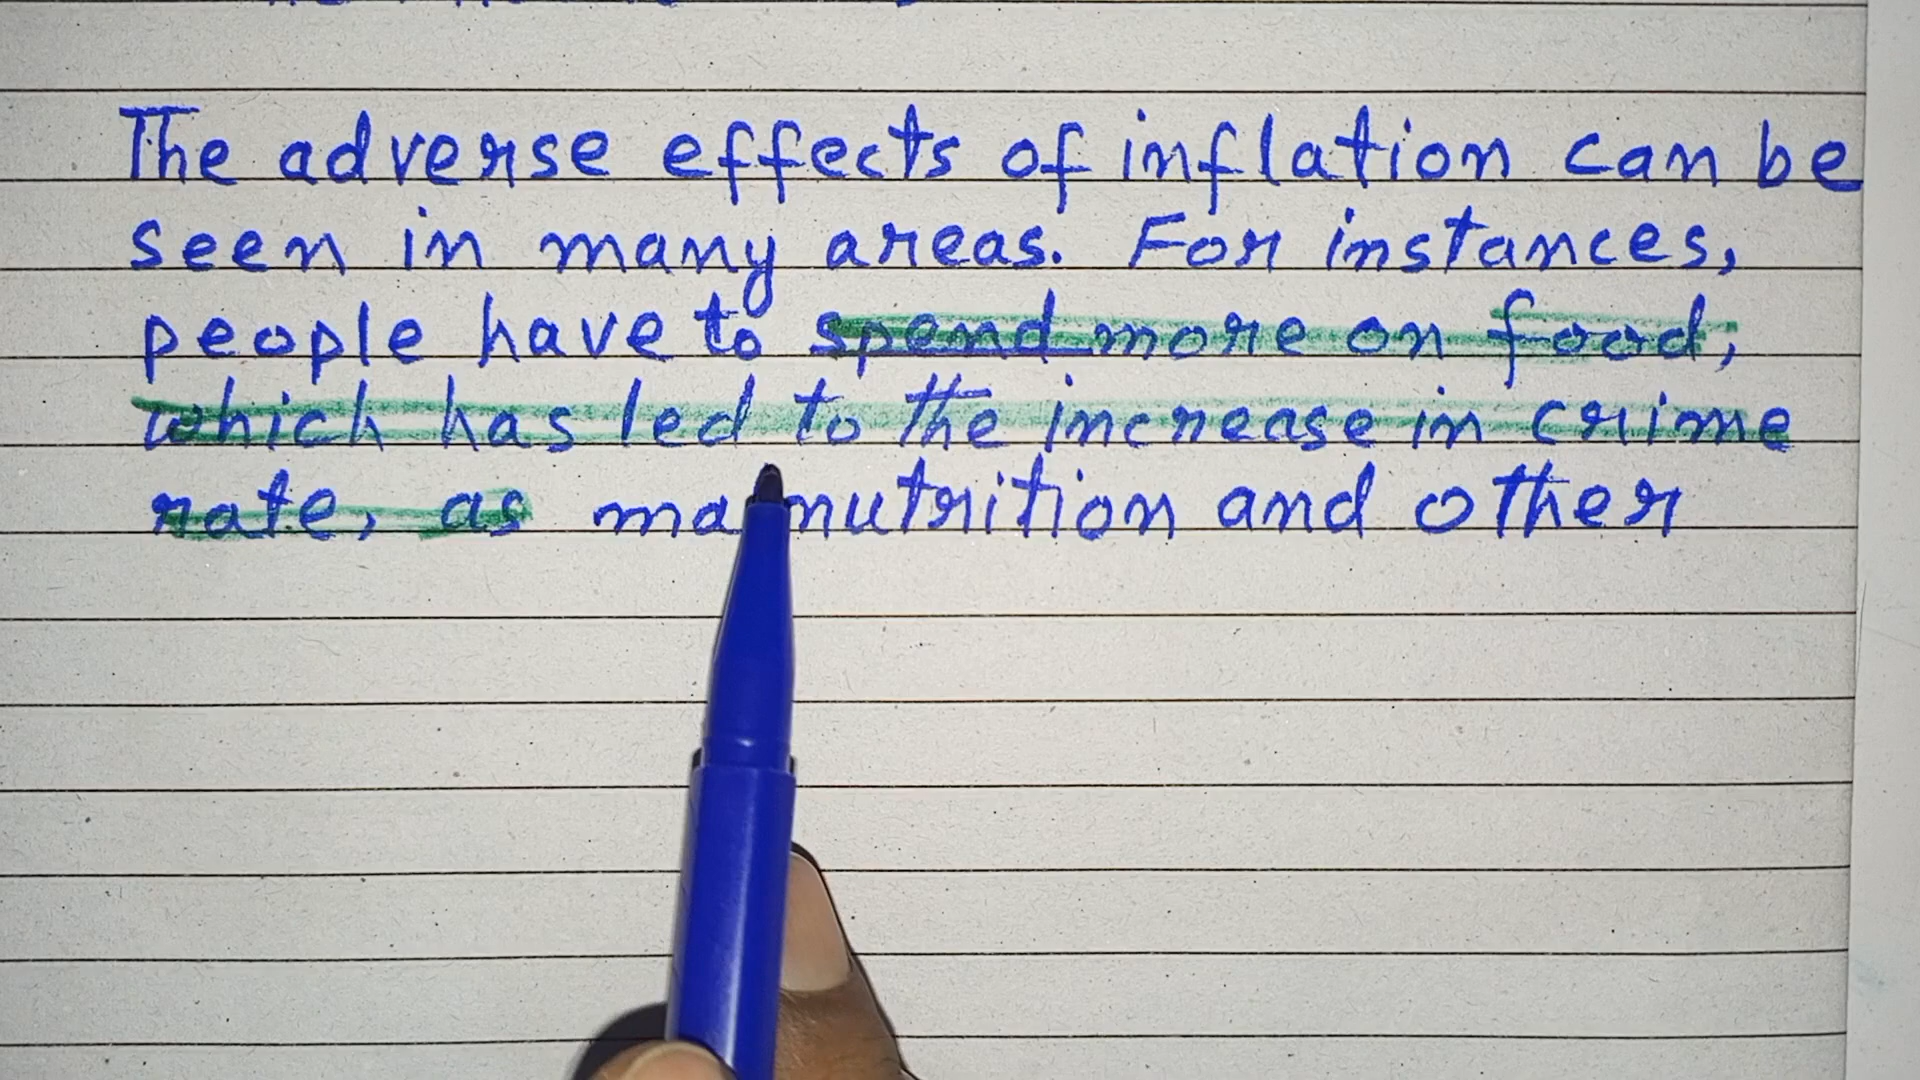 The adverse effects of inflation can be
seen in many areas. For instances,
people have to spend more on food,
which has led to the increase in crime
rate, as malnutrition and other